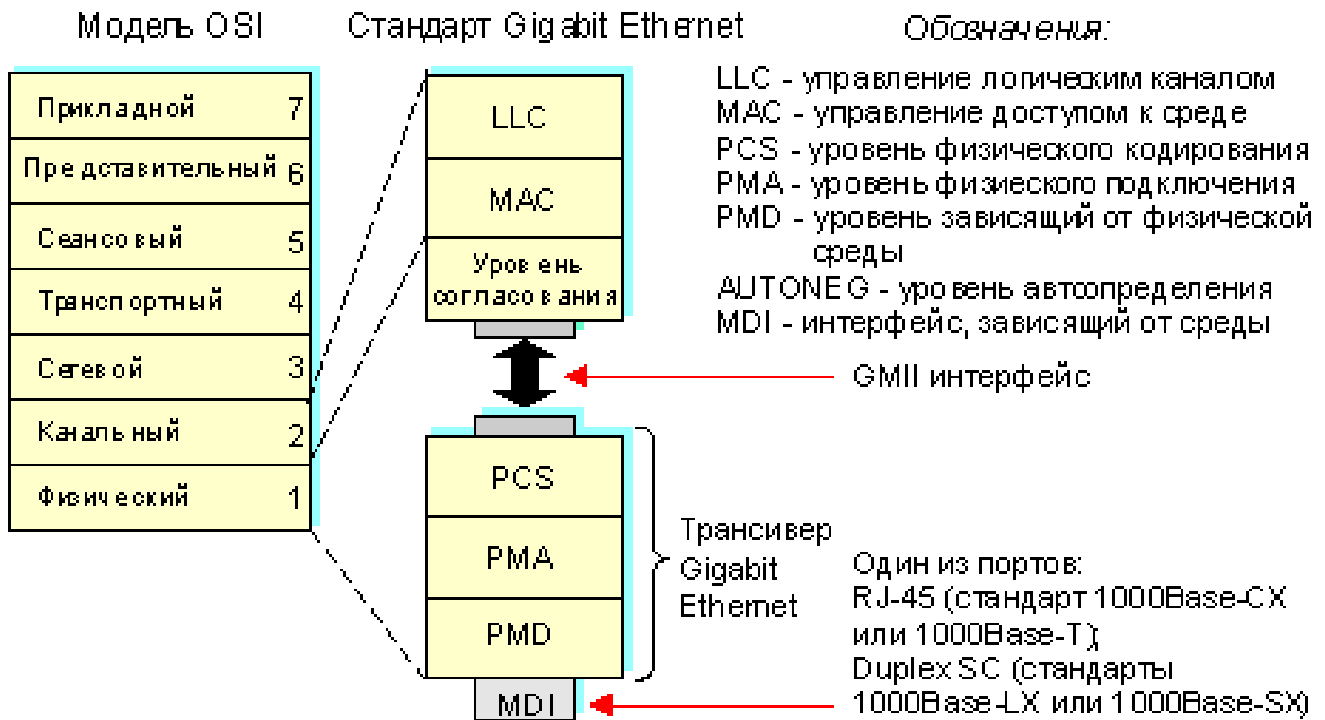 Модель OSI
Стандарт Gigabit Ethernet
Обозначения:
Прикладной 7
Представительный 6
Сеансовый 5
Транспортный 4
Сетевой 3
Канальный 2
Физический 1
LLC
MAC
Уровень
согласования
PCS
PMA
PMD
MDI
LLC - управление логическим каналом
MAC - управление доступом к среде
PCS - уровень физического кодирования
PMA - уровень физиеского подключения
PMD - уровень зависящий от физической
среды
AUTONEG - уровень автоопределения
MDI - интерфейс, зависящий от среды
GMII интерфейс
Трансивер
Gigabit
Ethernet
Один из портов:
RJ-45 (стандарт 1000Base-CX
или 1000Base-T);
Duplex SC (стандарты
1000Base-LX или 1000Base-SX)